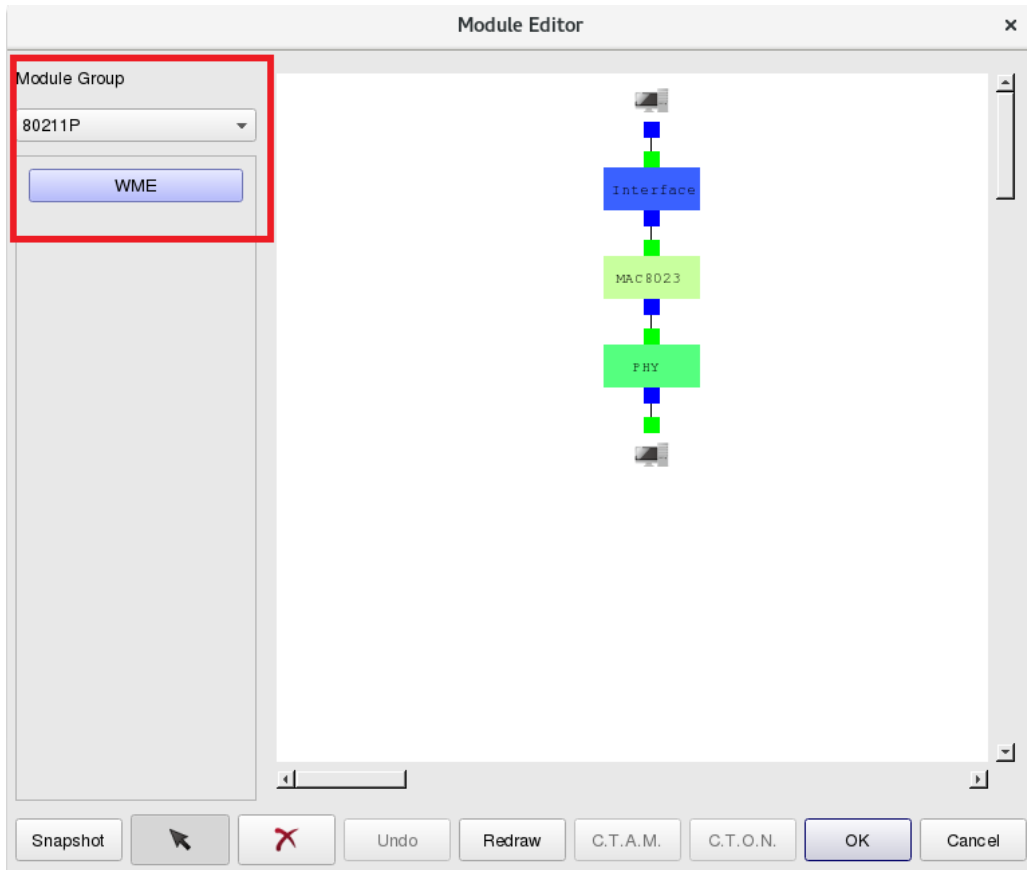 Module Editor
Module Group
80211P
WME
Interface
MAC8023
PHY
Snapshot
Undo
Redraw
C.T.A.M.
C.T.O.N.
OK
Cancel